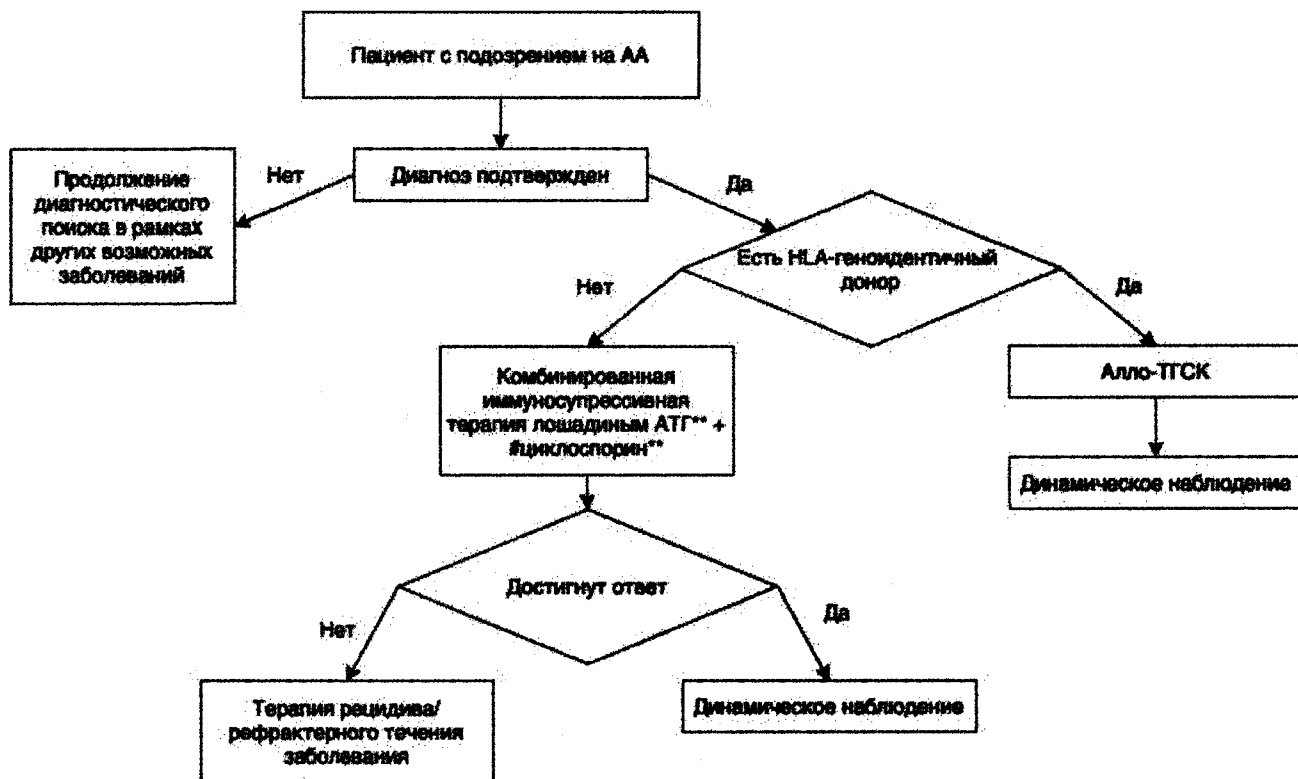 Пациент с подозрением на АА
Диагноз подтвержден
Нет
Да
Продолжение
диагностического
поиска в рамках
других возможных
заболеваний
Есть HLA-геноидентичный
донор
Нет
Да
Комбинированная
иммуносупрессивная
терапия лошадиным АТГ** +
#циклоспорин**
Алло-ТГСК
Динамическое наблюдение
Достигнут ответ
Нет
Да
Терапия рецидива/
рефрактерного течения
заболевания
Динамическое наблюдение